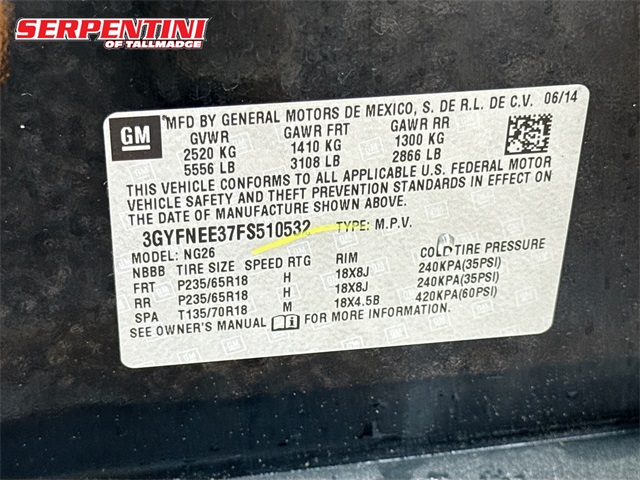 SERPENTINI
OF TALLMADGE
GM
MFD BY GENERAL MOTORS DE MEXICO, S. DE R.L. DE C.V. 06/14
GVWR GAWR FRT GAWR RR
2520 KG 1410 KG 1300 KG
5556 LB 3108 LB 2866 LB
THIS VEHICLE CONFORMS TO ALL APPLICABLE U.S. FEDERAL MOTOR
VEHICLE SAFETY AND THEFT PREVENTION STANDARDS IN EFFECT ON
DATE OF MANUFACTURE SHOWN ABOVE.
3GYFNEE37FS510532 TYPE: M.P.V.
MODEL: NG26
NBBB TIRE SIZE SPEED RTG RIM COLD TIRE PRESSURE
FRT P235/65R18 H 18X8J 240KPA(35PSI)
RR P235/65R18 H 18X8J 240KPA(35PSI)
SPA T135/70R18 M 18X4.5B 420KPA(60PSI)
SEE OWNER'S MANUAL FOR MORE INFORMATION.